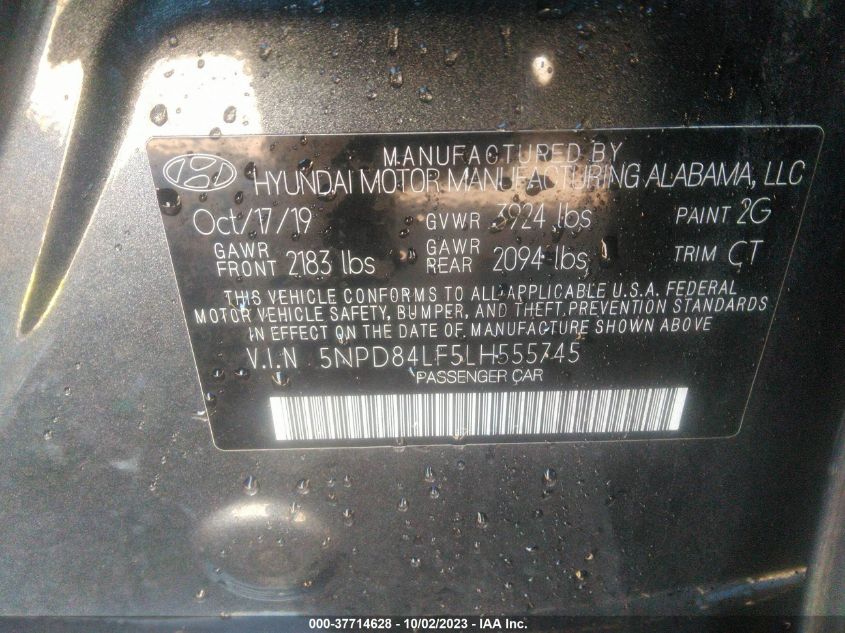 MANUFACTURED BY
HYUNDAI MOTOR MANUFACTURING ALABAMA, LLC
Oct/17/19 GVWR 3924 lbs PAINT 2G
GAWR FRONT 2183 lbs GAWR REAR 2094 lbs TRIM CT
THIS VEHICLE CONFORMS TO ALL APPLICABLE U.S.A. FEDERAL
MOTOR VEHICLE SAFETY, BUMPER, AND THEFT PREVENTION STANDARDS
IN EFFECT ON THE DATE OF MANUFACTURE SHOWN ABOVE
V.I.N 5NPD84LF5LH555745
PASSENGER CAR
000-37714628 - 10/02/2023 - IAA Inc.